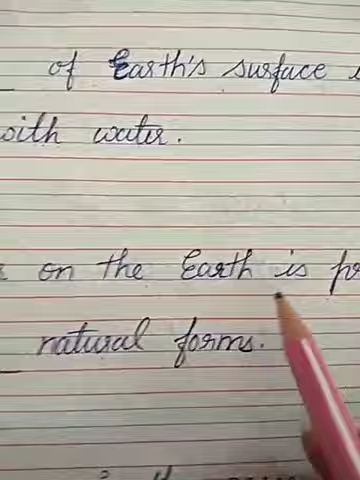 of Earth's surface
with water.
on the Earth is
natural forms.